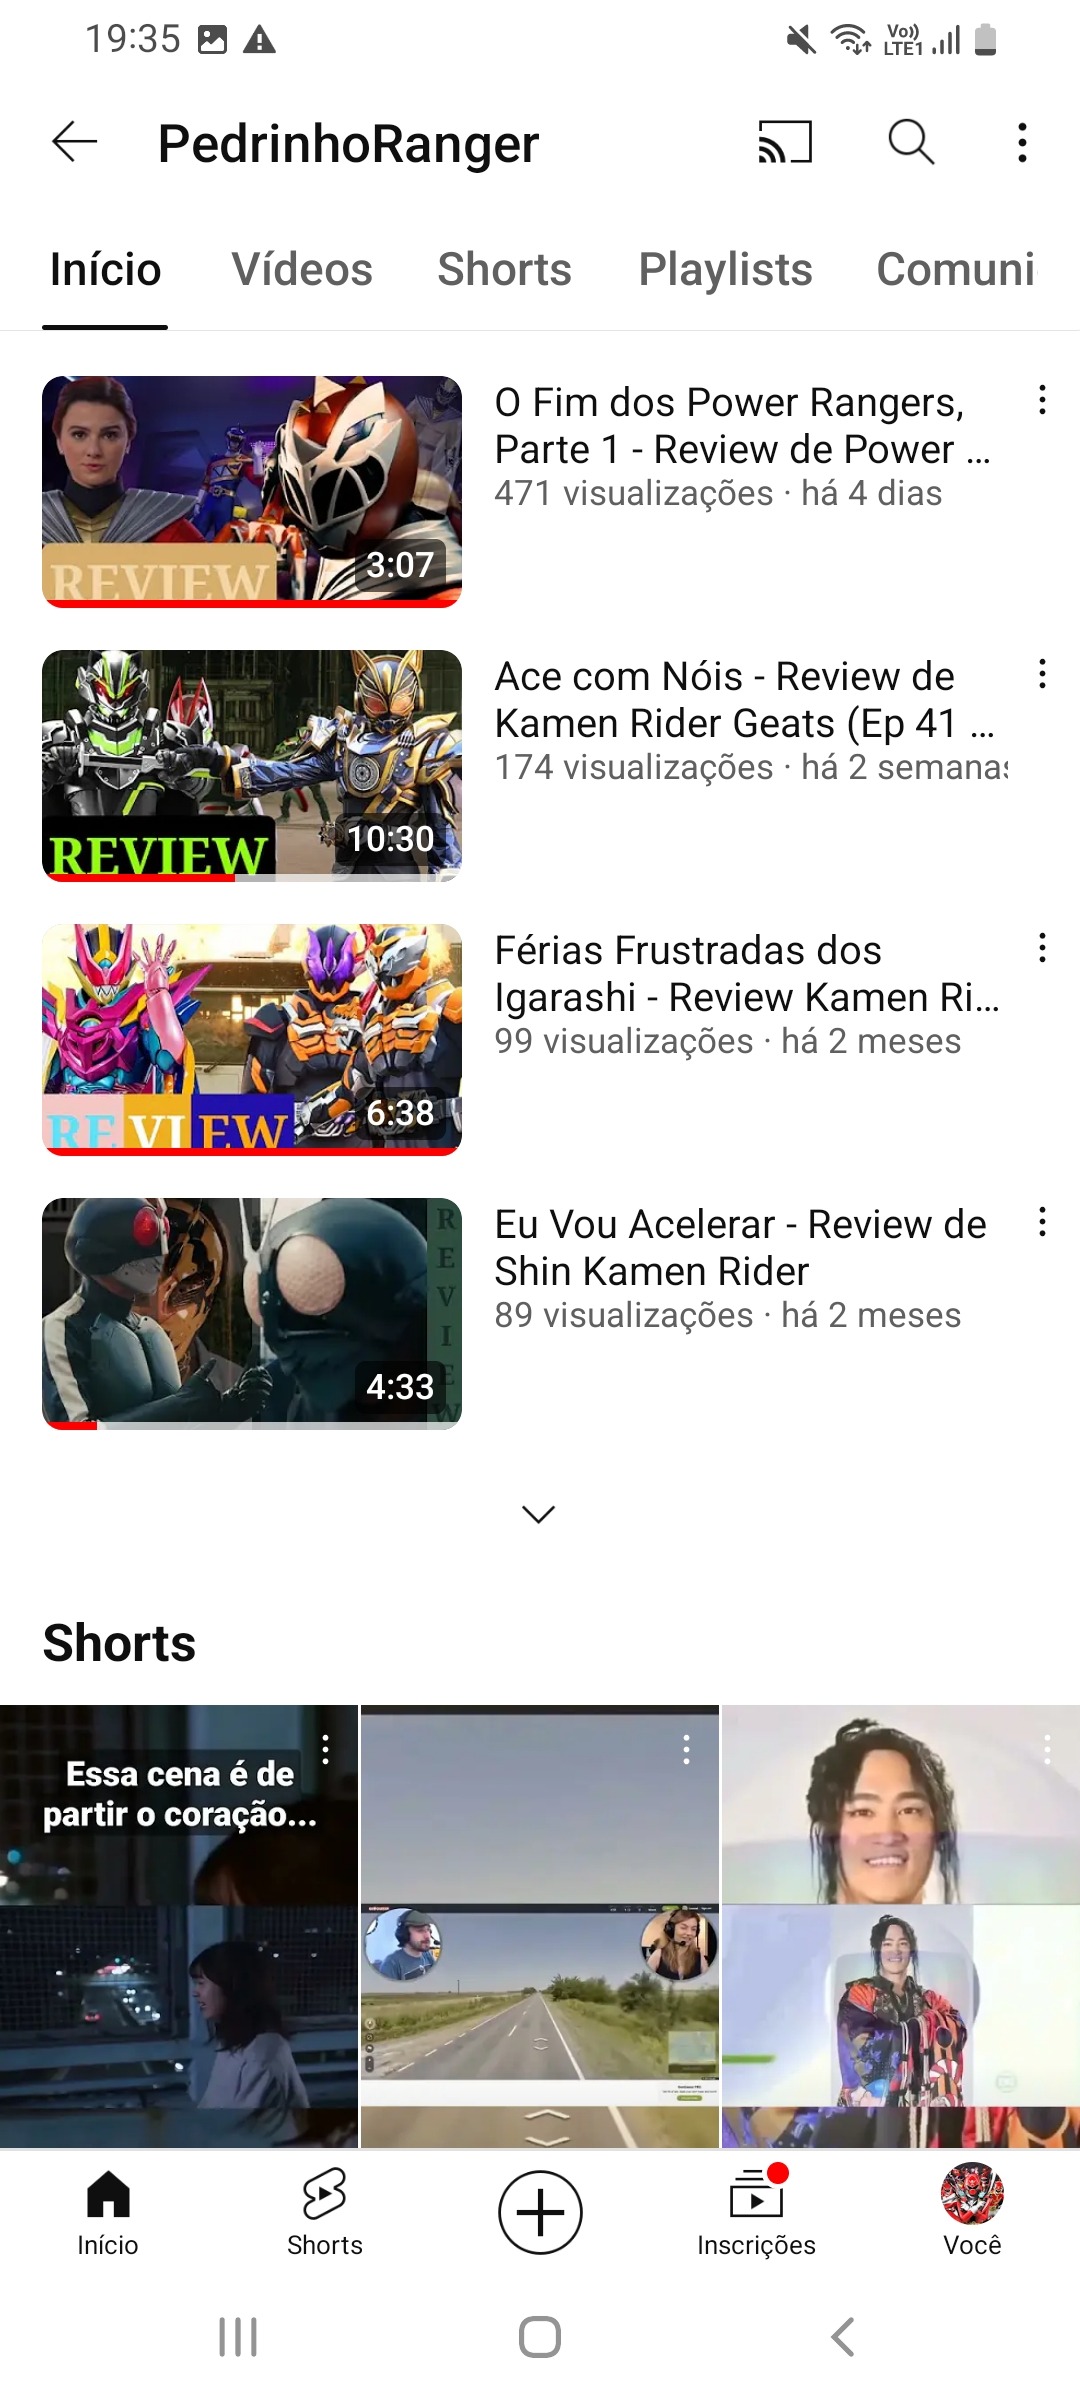 19:35
Vo))
LTE1
PedrinhoRanger
Início
Vídeos
Shorts
Playlists
Comuni
O Fim dos Power Rangers,
Parte 1 - Review de Power ...
471 visualizações · há 4 dias
REVIEW
3:07
Ace com Nóis - Review de
Kamen Rider Geats (Ep 41 ...
174 visualizações · há 2 semanas
REVIEW
10:30
Férias Frustradas dos
Igarashi - Review Kamen Ri...
99 visualizações · há 2 meses
REVIEW
6:38
Eu Vou Acelerar - Review de
Shin Kamen Rider
89 visualizações · há 2 meses
REVIEW
4:33
Shorts
Essa cena é de
partir o coração...
Início
Shorts
Inscrições
Você